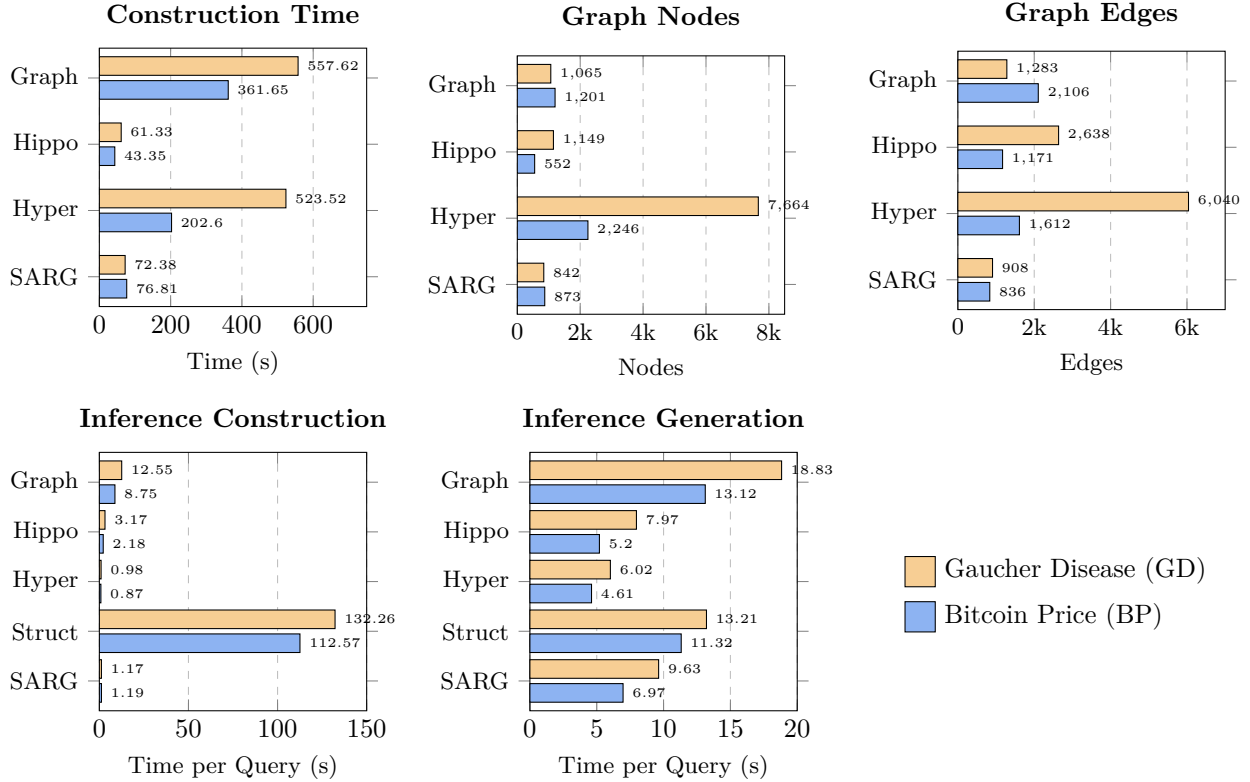 Construction Time
Graph
557.62
361.65
Hippo
61.33
43.35
Hyper
523.52
202.6
SARG
72.38
76.81
0 200 400 600
Time (s)
Graph Nodes
Graph
1,065
1,201
Hippo
1,149
552
Hyper
7,664
2,246
SARG
842
873
0 2k 4k 6k 8k
Nodes
Graph Edges
Graph
1,283
2,106
Hippo
2,638
1,171
Hyper
6,040
1,612
SARG
908
836
0 2k 4k 6k
Edges
Inference Construction
Graph
12.55
8.75
Hippo
3.17
2.18
Hyper
0.98
0.87
Struct
132.26
112.57
SARG
1.17
1.19
0 50 100 150
Time per Query (s)
Inference Generation
Graph
18.83
13.12
Hippo
7.97
5.2
Hyper
6.02
4.61
Struct
13.21
11.32
SARG
9.63
6.97
0 5 10 15 20
Time per Query (s)
Gaucher Disease (GD)
Bitcoin Price (BP)